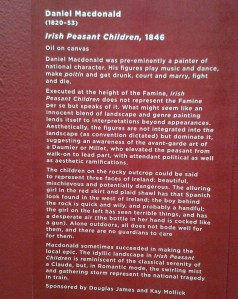 Daniel Macdonald
(1820-53)
Irish Peasant Children, 1846
Oil on canvas
Daniel Macdonald was pre-eminently a painter of
national character. His figures play music and dance,
make poitín and get drunk, court and marry, fight
and die.
Executed at the height of the Famine, Irish
Peasant Children does not represent the Famine
per se but speaks of it. What might seem like an
innocent blend of landscape and genre painting
lends itself to interpretations beyond appearances.
Aesthetically, the figures are not integrated into the
landscape (as convention dictated) but dominate it,
suggesting an awareness of the avant-garde art of
a Daumier or Millet, who elevated the peasant from
walk-on to lead part, with attendant political as well
as aesthetic ramifications.
The children on the rocky outcrop could be said
to represent three faces of Ireland: beautiful,
mischievous and potentially dangerous. The alluring
girl in the red skirt and plaid shawl has that Spanish
look found in the west of Ireland; the boy behind
the rock is quick and wily, and probably a handful;
the girl on the left has seen terrible things, and has
a desperate air (the bottle in her hand is cocked like
a gun). Alone outdoors, all does not bode well for
them, and there are no guardians to care
for them.
Macdonald sometimes succeeded in making the
local epic. The idyllic landscape in Irish Peasant
Children is reminiscent of the classical serenity of
a Claude, but, in Romantic mode, the swirling mist
and gathering storm represent the national tragedy
in train.
Sponsored by Douglas James and Kay Mollick